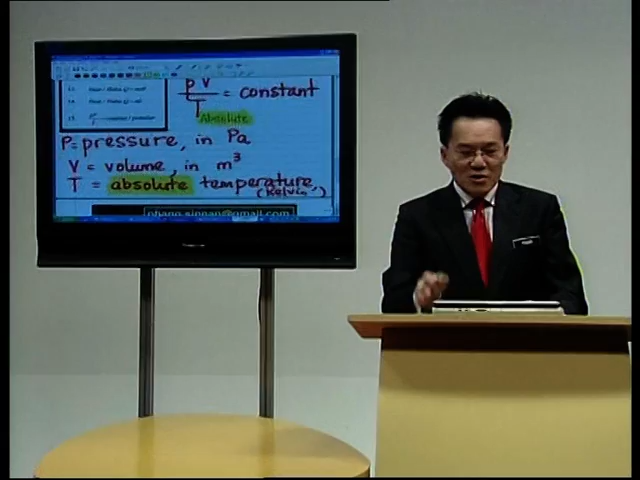 PV
T = constant
Absolute
P = pressure, in Pa
V = volume, in m³
T = absolute temperature,
(Kelvin)